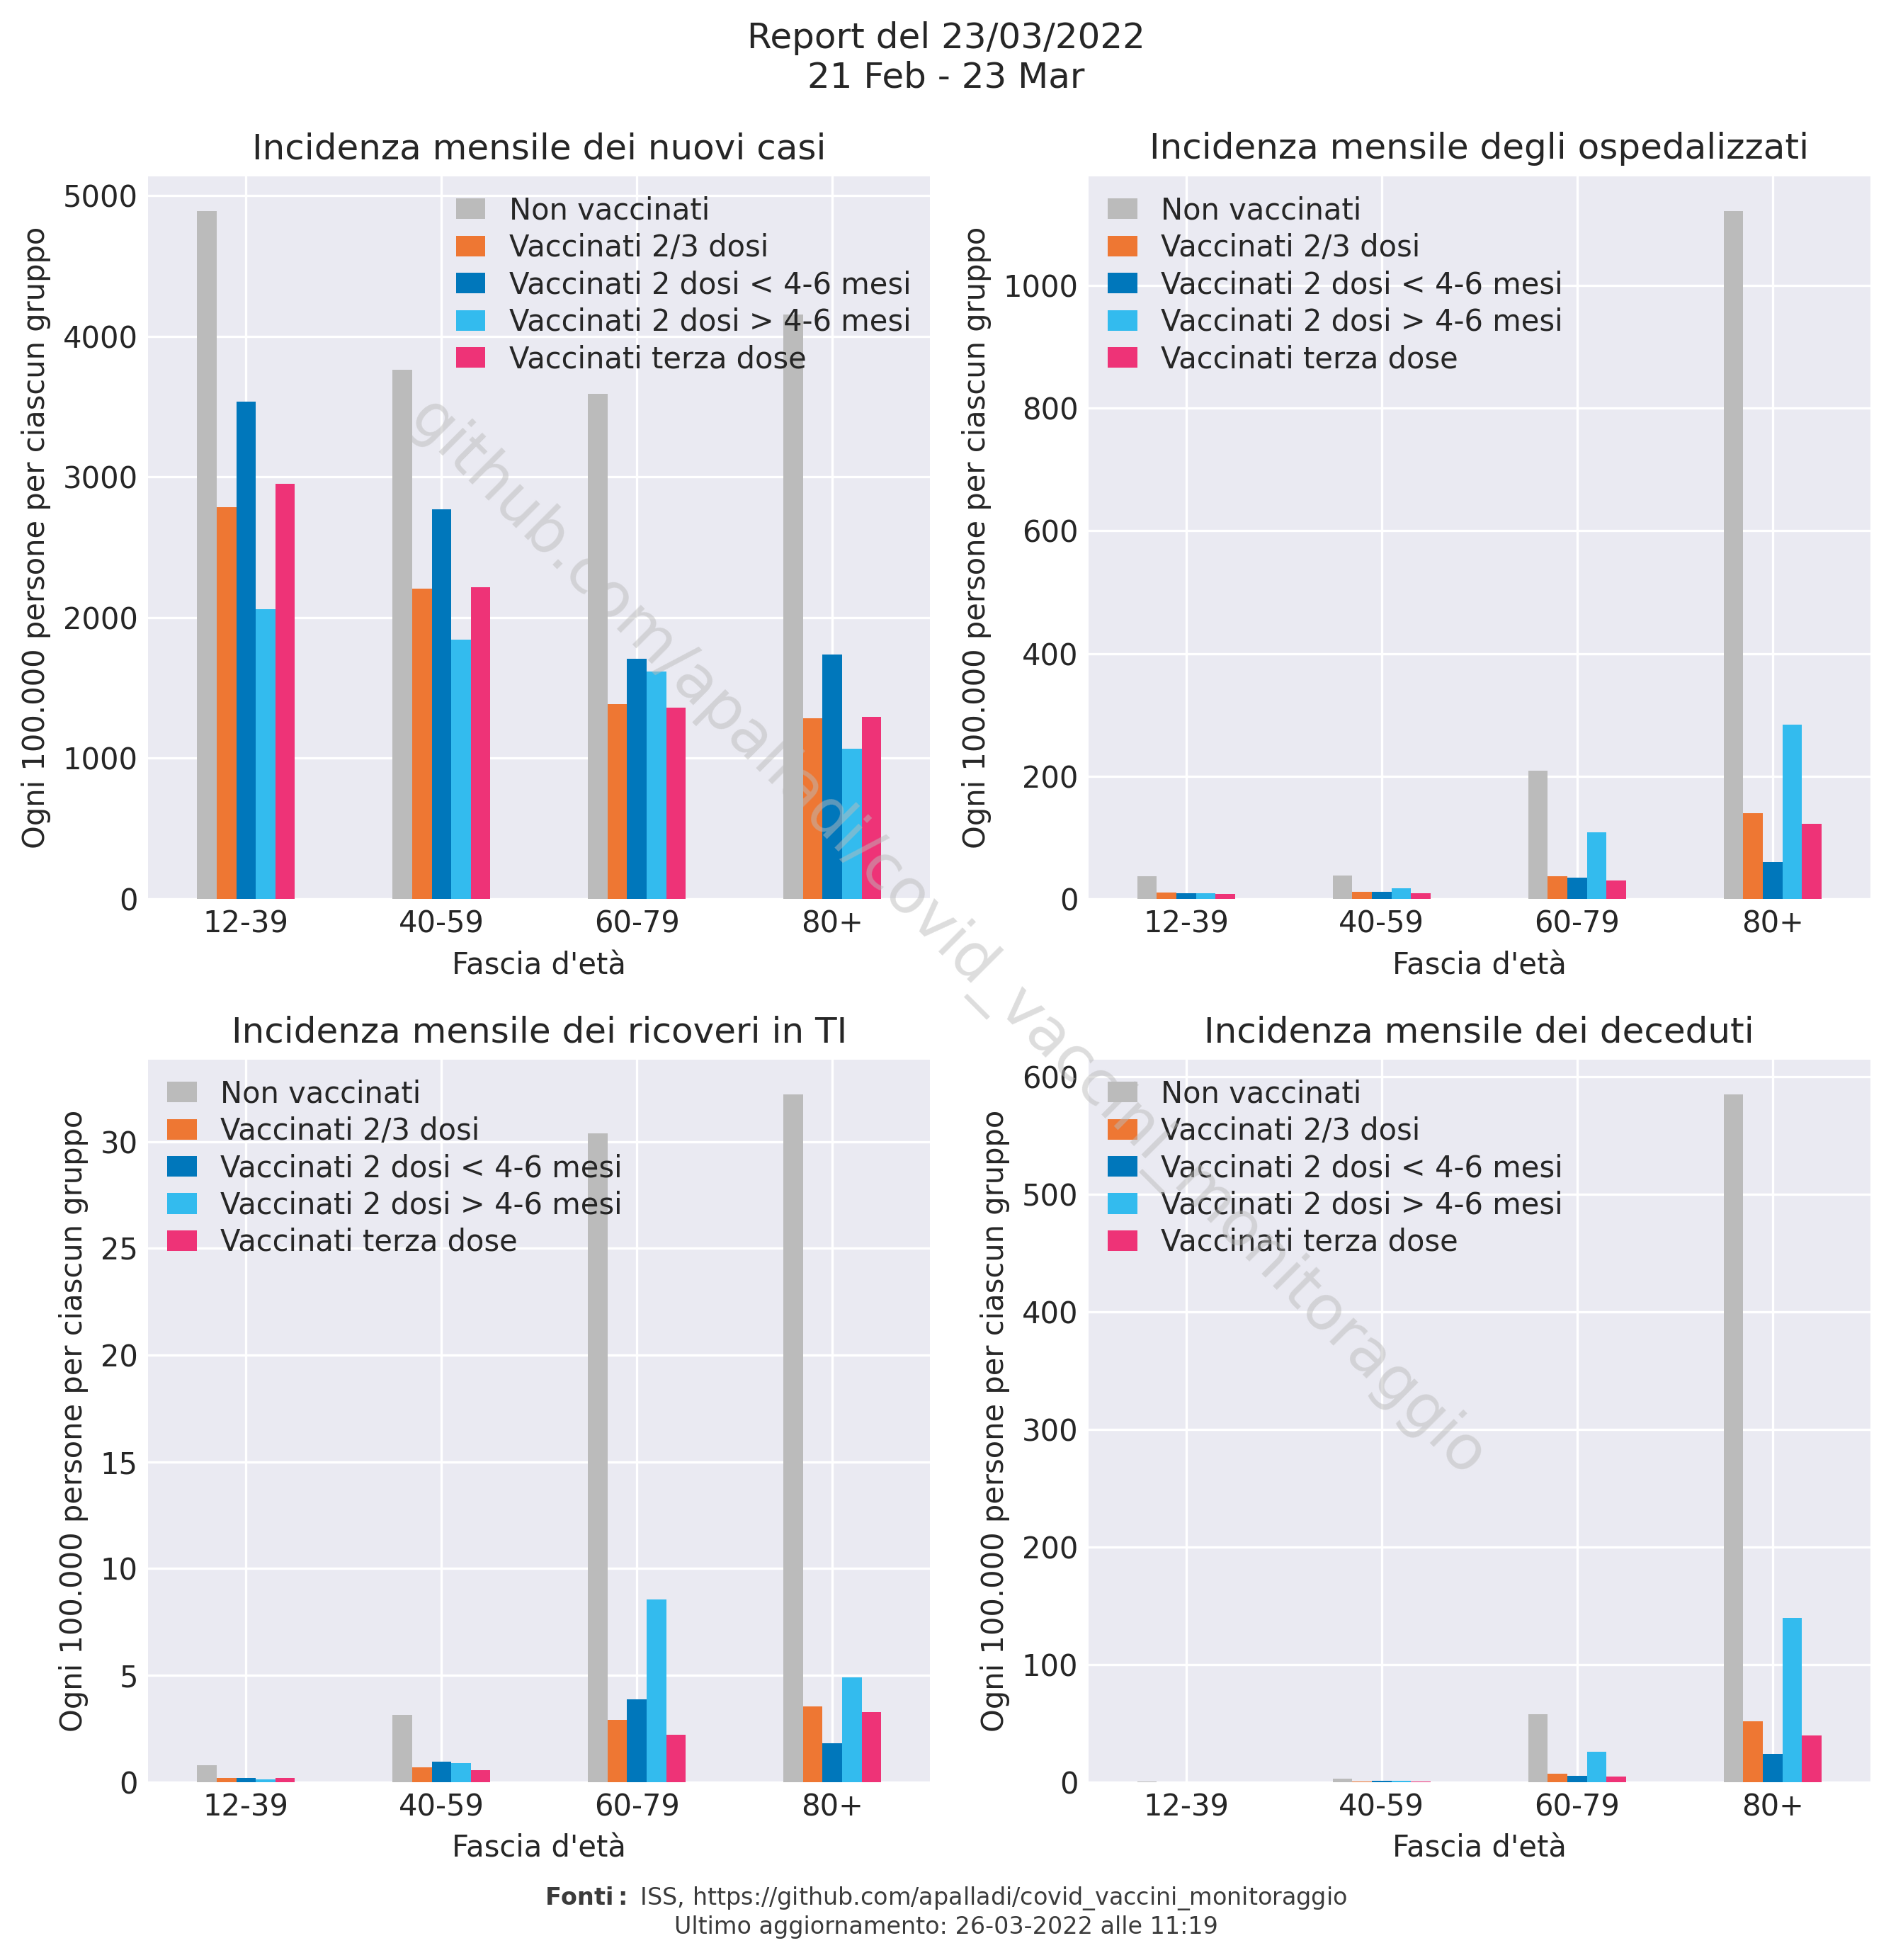 Report del 23/03/2022
21 Feb - 23 Mar
Incidenza mensile dei nuovi casi
Ogni 100.000 persone per ciascun gruppo
5000
4000
3000
2000
1000
0
Non vaccinati
Vaccinati 2/3 dosi
Vaccinati 2 dosi < 4-6 mesi
Vaccinati 2 dosi > 4-6 mesi
Vaccinati terza dose
12-39 40-59 60-79 80+
Fascia d'età
Incidenza mensile degli ospedalizzati
Ogni 100.000 persone per ciascun gruppo
1000
800
600
400
200
0
Non vaccinati
Vaccinati 2/3 dosi
Vaccinati 2 dosi < 4-6 mesi
Vaccinati 2 dosi > 4-6 mesi
Vaccinati terza dose
12-39 40-59 60-79 80+
Fascia d'età
Incidenza mensile dei ricoveri in TI
Ogni 100.000 persone per ciascun gruppo
30
25
20
15
10
5
0
Non vaccinati
Vaccinati 2/3 dosi
Vaccinati 2 dosi < 4-6 mesi
Vaccinati 2 dosi > 4-6 mesi
Vaccinati terza dose
12-39 40-59 60-79 80+
Fascia d'età
Incidenza mensile dei deceduti
Ogni 100.000 persone per ciascun gruppo
600
500
400
300
200
100
0
Non vaccinati
Vaccinati 2/3 dosi
Vaccinati 2 dosi < 4-6 mesi
Vaccinati 2 dosi > 4-6 mesi
Vaccinati terza dose
12-39 40-59 60-79 80+
Fascia d'età
github.com/apalladi/covid_vaccini_monitoraggio
Fonti: ISS, https://github.com/apalladi/covid_vaccini_monitoraggio
Ultimo aggiornamento: 26-03-2022 alle 11:19